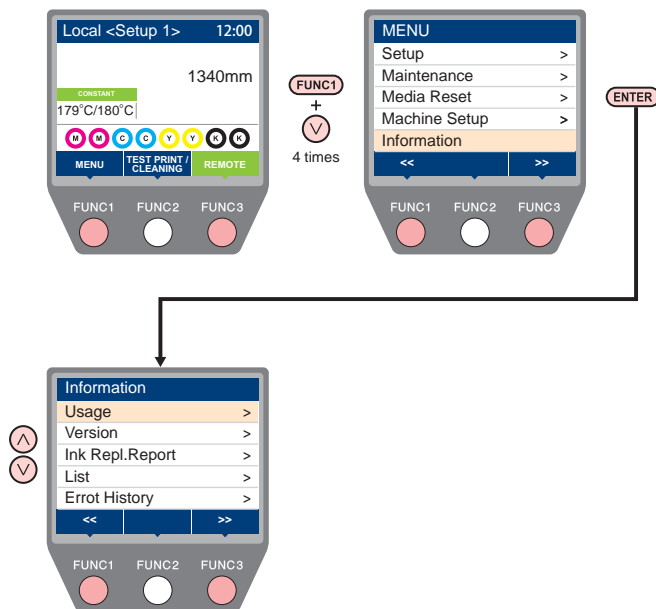 Local <Setup 1> 12:00
1340mm
CONSTANT
179°C/180°C
M M C C Y Y K K
MENU TEST PRINT / CLEANING REMOTE
FUNC1 FUNC2 FUNC3
FUNC1
+
4 times
MENU
Setup >
Maintenance >
Media Reset >
Machine Setup >
Information
<< >>
FUNC1 FUNC2 FUNC3
ENTER
Information
Usage >
Version >
Ink Repl.Report >
List >
Errot History >
<< >>
FUNC1 FUNC2 FUNC3